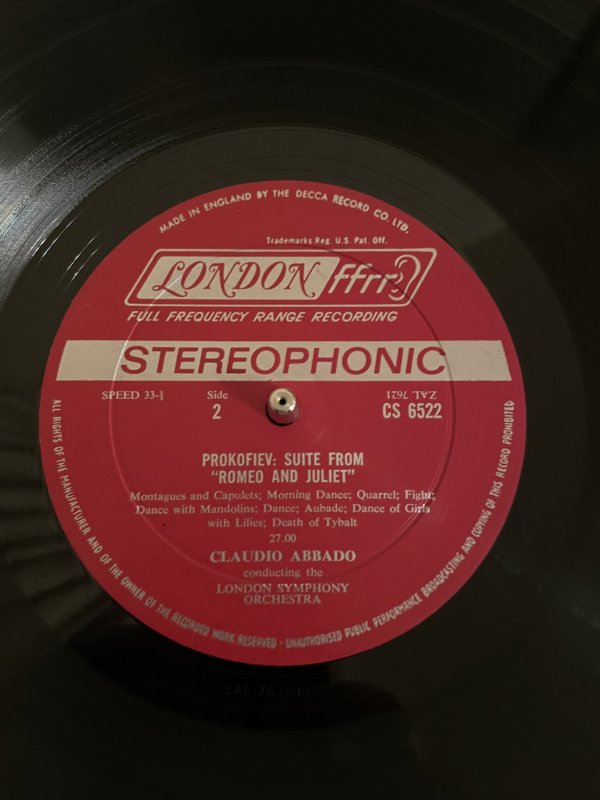 MADE IN ENGLAND BY THE DECCA RECORD CO. LTD.
Trademarks Reg. U.S. Pat. Off.
LONDON ffrr
FULL FREQUENCY RANGE RECORDING
STEREOPHONIC
SPEED 33-⅓ Side ZAL 7621
2 CS 6522
PROKOFIEV: SUITE FROM
"ROMEO AND JULIET"
Montagues and Capulets; Morning Dance; Quarrel; Fight;
Dance with Mandolins; Dance; Aubade; Dance of Girls
with Lilies; Death of Tybalt
27.00
CLAUDIO ABBADO
conducting the
LONDON SYMPHONY
ORCHESTRA
ALL RIGHTS OF THE MANUFACTURER AND OF THE OWNER OF THE RECORDED WORK RESERVED · UNAUTHORISED PUBLIC PERFORMANCE BROADCASTING AND COPYING OF THIS RECORD PROHIBITED